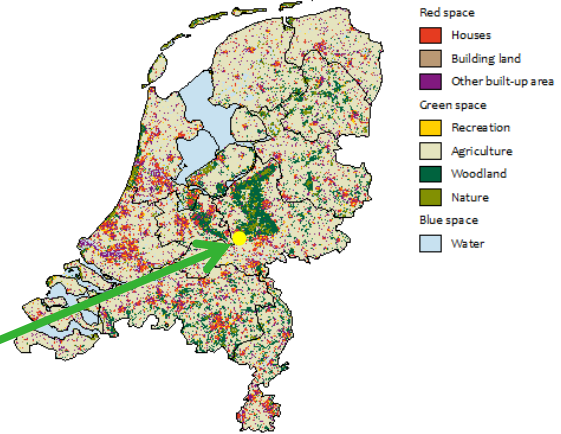 Red space
Houses
Building land
Other built-up area
Green space
Recreation
Agriculture
Woodland
Nature
Blue space
Water